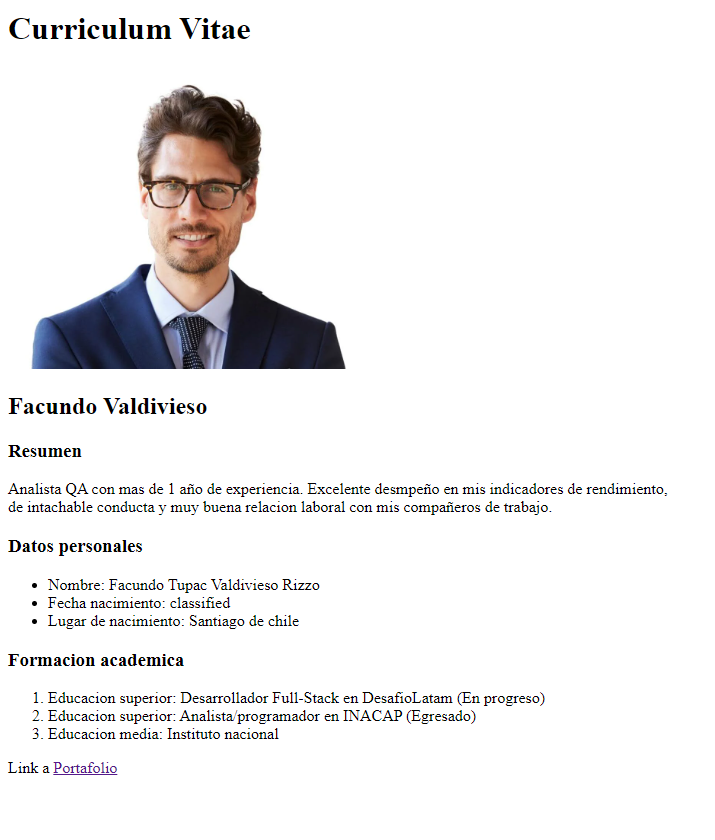 Curriculum Vitae
Facundo Valdivieso
Resumen
Analista QA con mas de 1 año de experiencia. Excelente desmpeño en mis indicadores de rendimiento,
de intachable conducta y muy buena relacion laboral con mis compañeros de trabajo.
Datos personales
• Nombre: Facundo Tupac Valdivieso Rizzo
• Fecha nacimiento: classified
• Lugar de nacimiento: Santiago de chile
Formacion academica
1. Educacion superior: Desarrollador Full-Stack en DesafioLatam (En progreso)
2. Educacion superior: Analista/programador en INACAP (Egresado)
3. Educacion media: Instituto nacional
Link a Portafolio